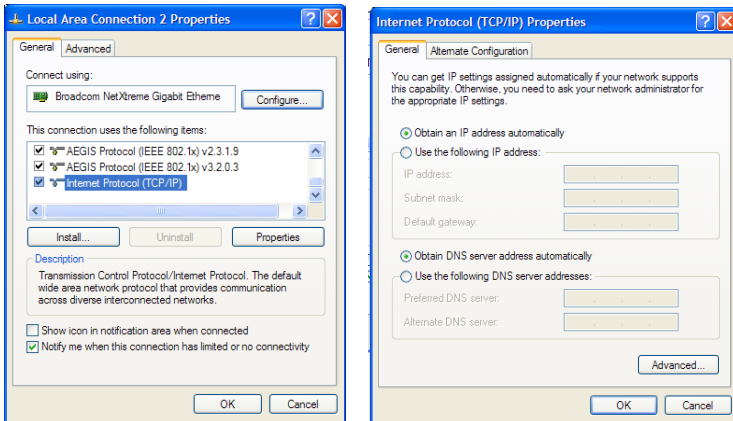 Local Area Connection 2 Properties
General Advanced
Connect using:
Broadcom NetXtreme Gigabit Etheme
Configure...
This connection uses the following items:
AEGIS Protocol (IEEE 802.1x) v2.3.1.9
AEGIS Protocol (IEEE 802.1x) v3.2.0.3
Internet Protocol (TCP/IP)
Install... Uninstall Properties
Description
Transmission Control Protocol/Internet Protocol. The default
wide area network protocol that provides communication
across diverse interconnected networks.
Show icon in notification area when connected
Notify me when this connection has limited or no connectivity
OK Cancel
Internet Protocol (TCP/IP) Properties
General Alternate Configuration
You can get IP settings assigned automatically if your network supports
this capability. Otherwise, you need to ask your network administrator for
the appropriate IP settings.
Obtain an IP address automatically
Use the following IP address:
IP address:
Subnet mask:
Default gateway:
Obtain DNS server address automatically
Use the following DNS server addresses:
Preferred DNS server:
Alternate DNS server:
Advanced...
OK Cancel